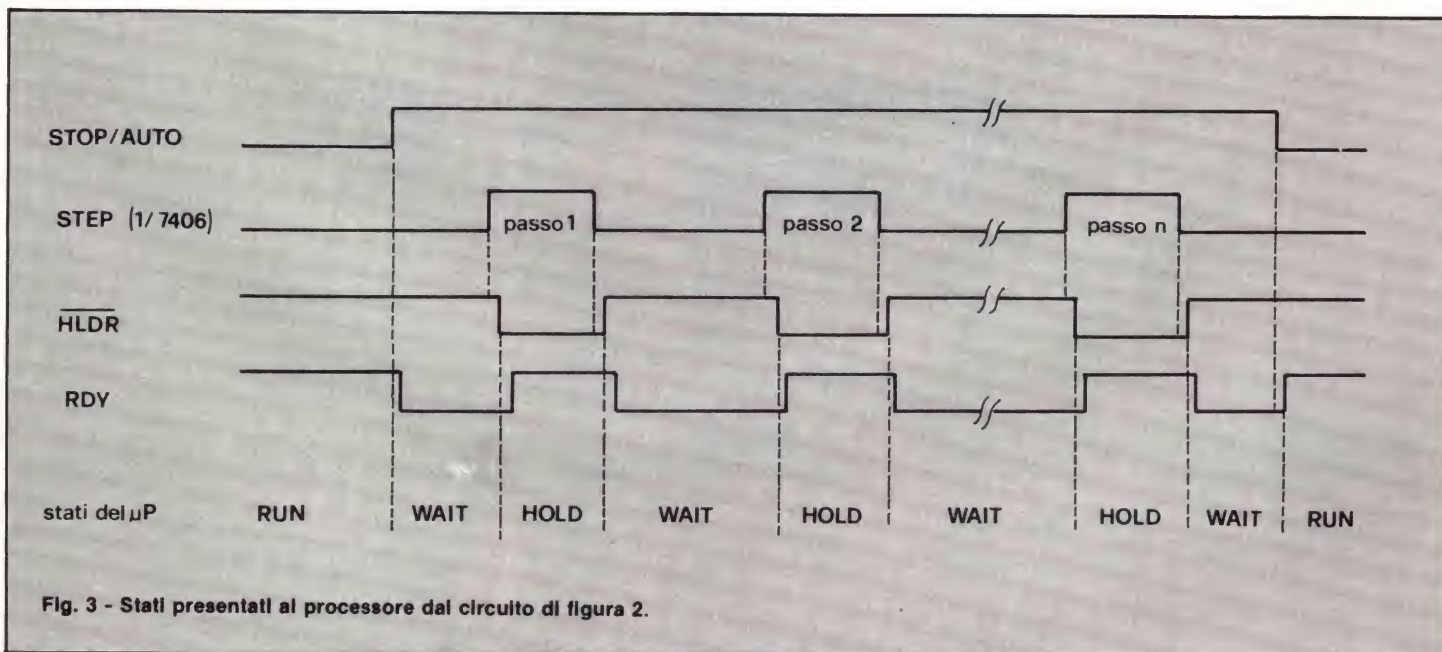 STOP/AUTO
STEP (1/7406)
passo 1
passo 2
passo n
HLDR
RDY
stati del µP RUN WAIT HOLD WAIT HOLD WAIT HOLD WAIT RUN
Fig. 3 - Stati presentati al processore dal circuito di figura 2.